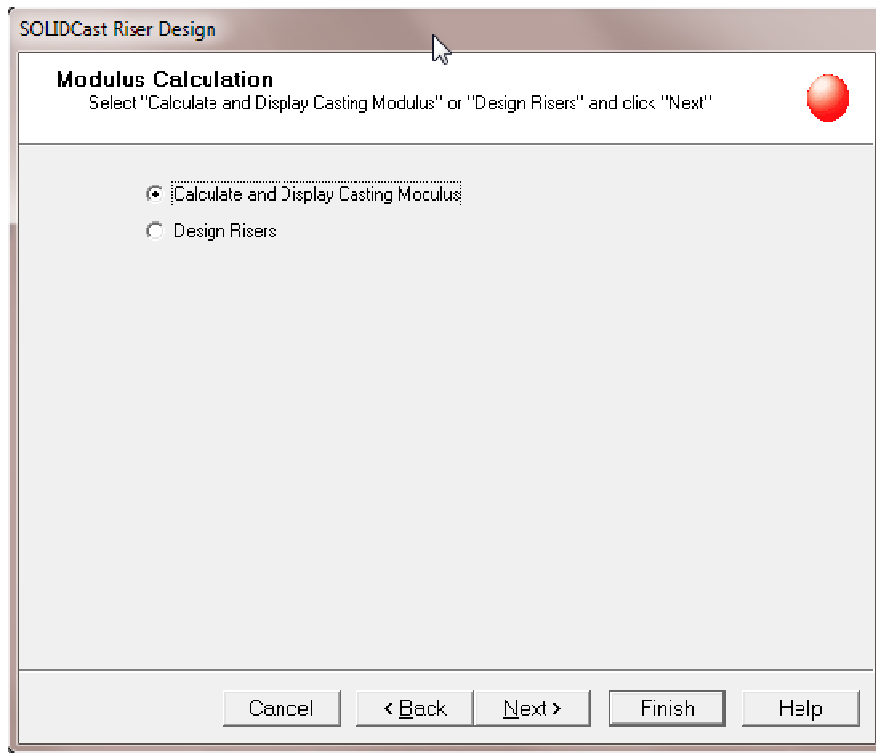 SOLIDCast Riser Design
Modulus Calculation
Select "Calculate and Display Casting Modulus" or "Design Risers" and click "Next"
Calculate and Display Casting Modulus
Design Risers
Cancel
< Back
Next >
Finish
Help